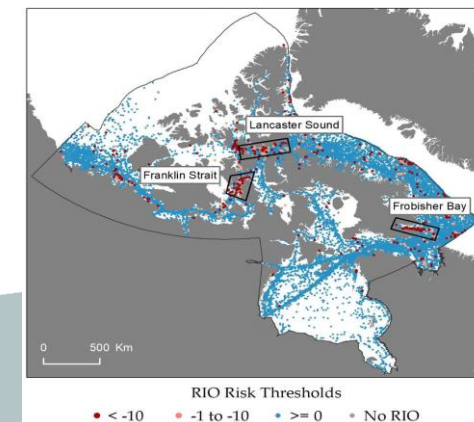 Lancaster Sound
Franklin Strait
Frobisher Bay
0 500 Km
RIO Risk Thresholds
< -10 -1 to -10 >= 0 No RIO